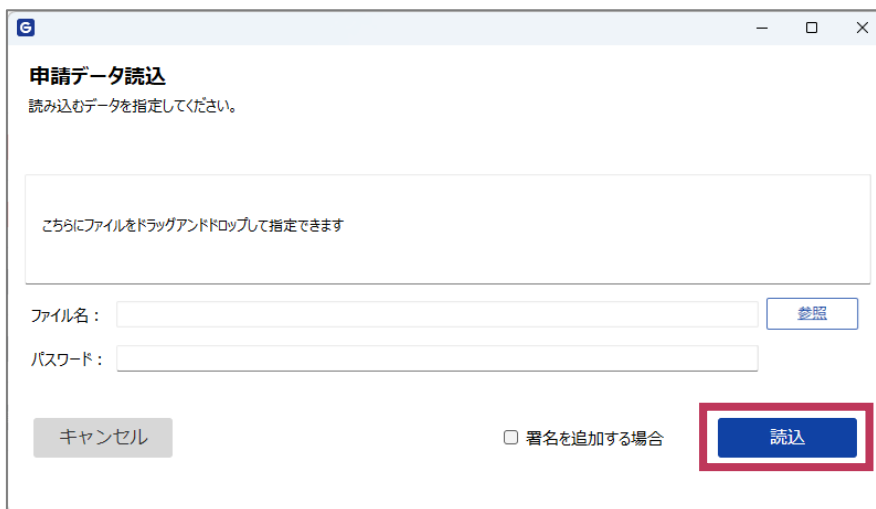 申請データ読込
読み込むデータを指定してください。
こちらにファイルをドラッグアンドドロップして指定できます
ファイル名：
参照
パスワード：
キャンセル
署名を追加する場合
読込